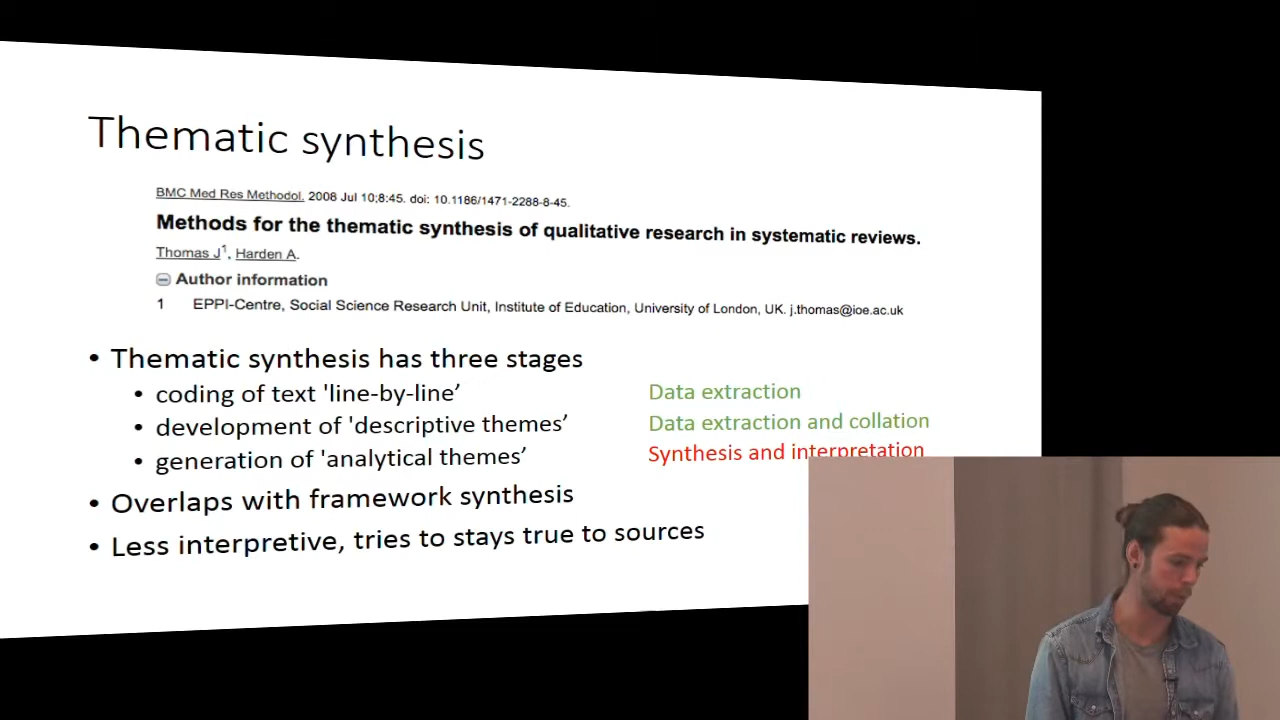 Thematic synthesis
BMC Med Res Methodol. 2008 Jul 10;8:45. doi: 10.1186/1471-2288-8-45.
Methods for the thematic synthesis of qualitative research in systematic reviews.
Thomas J1, Harden A.
Author information
1 EPPI-Centre, Social Science Research Unit, Institute of Education, University of London, UK. j.thomas@ioe.ac.uk
• Thematic synthesis has three stages
• coding of text 'line-by-line’ Data extraction
• development of 'descriptive themes’ Data extraction and collation
• generation of 'analytical themes’ Synthesis and interpretation
• Overlaps with framework synthesis
• Less interpretive, tries to stays true to sources